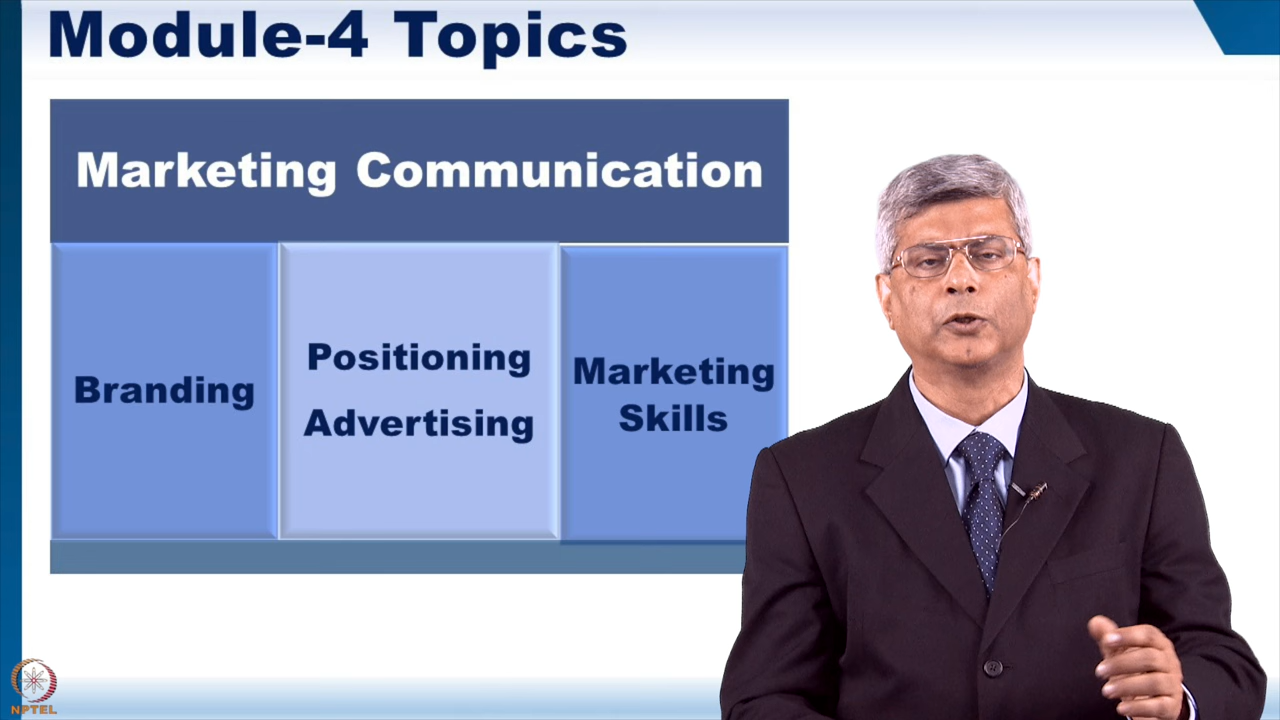 Module-4 Topics
Marketing Communication
Branding
Positioning
Advertising
Marketing
Skills
NPTEL